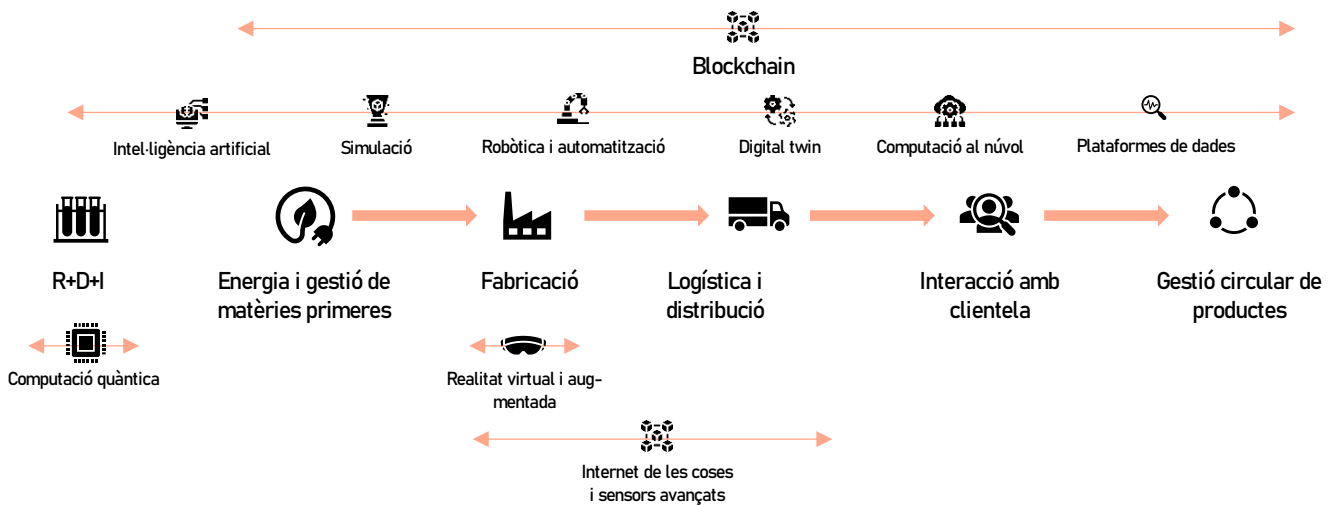 Blockchain
Intel·ligència artificial
Simulació
Robòtica i automatització
Digital twin
Computació al núvol
Plataformes de dades
R+D+I
Energia i gestió de
matèries primeres
Fabricació
Logística i
distribució
Interacció amb
clientela
Gestió circular de
productes
Computació quàntica
Realitat virtual i aug-
mentada
Internet de les coses
i sensors avançats